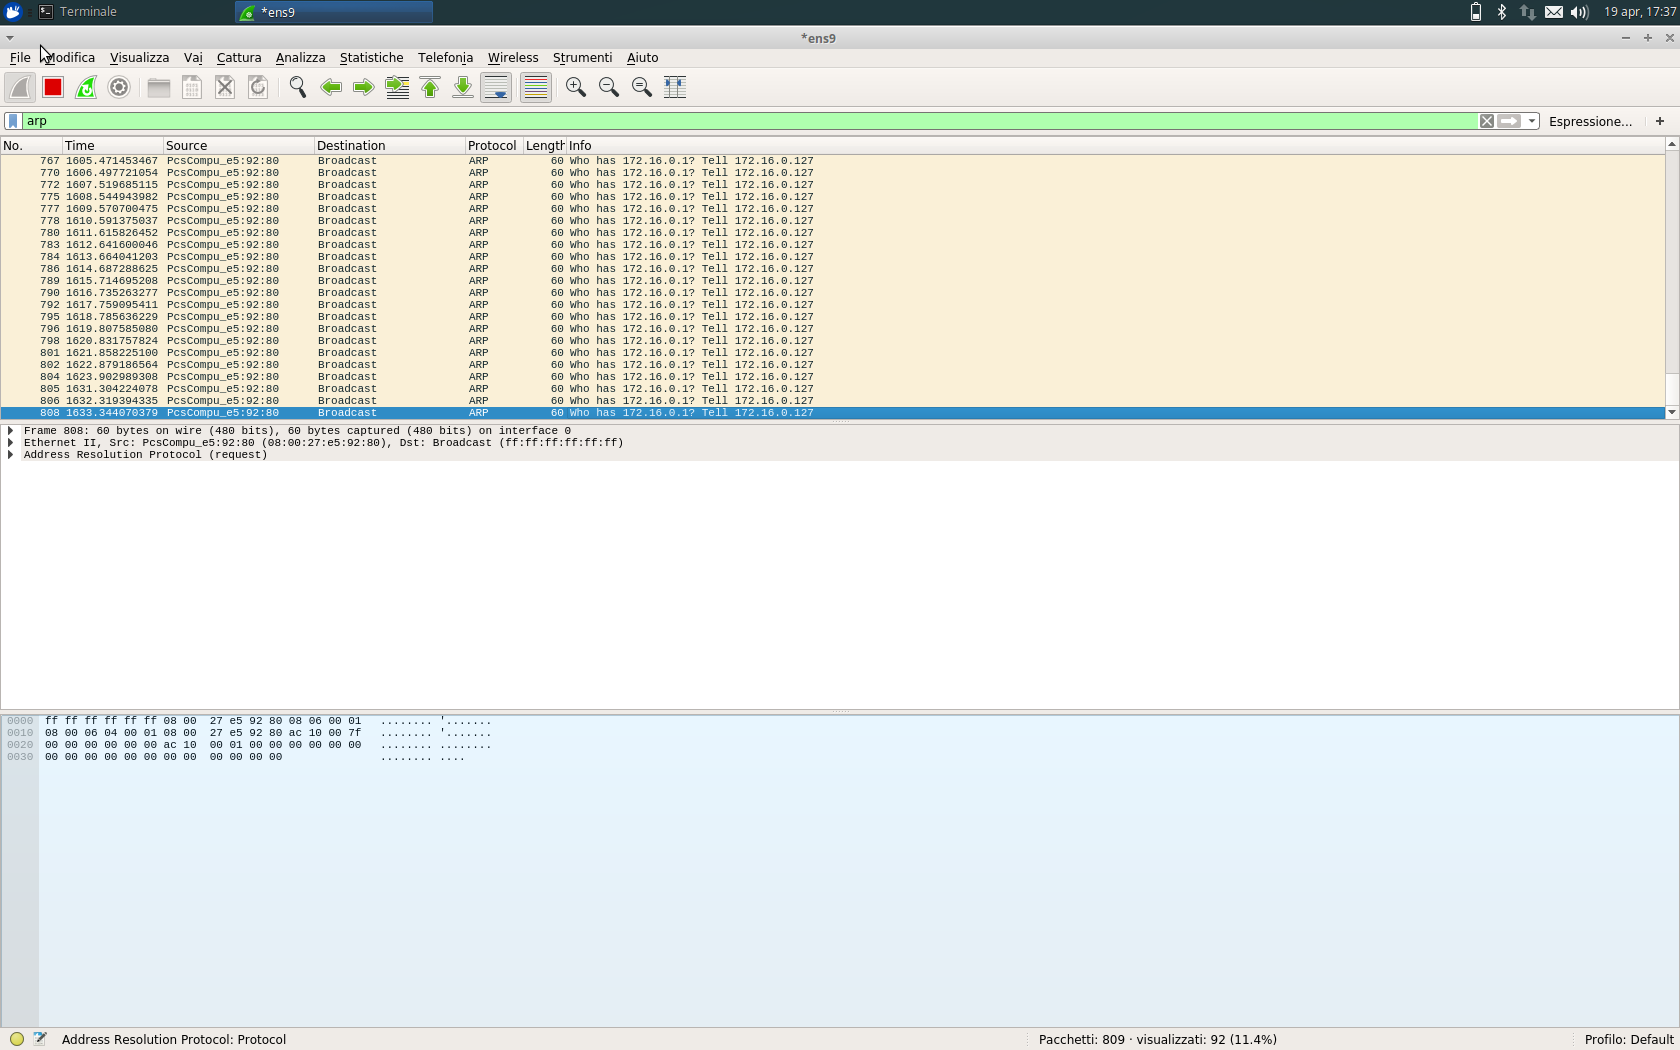 Terminale
*ens9
19 apr, 17:37
*ens9
File Modifica Visualizza Vai Cattura Analizza Statistiche Telefonia Wireless Strumenti Aiuto
arp
Espressione... +
No. Time Source Destination Protocol Length Info
767 1605.471453467 PcsCompu_e5:92:80 Broadcast ARP 60 Who has 172.16.0.1? Tell 172.16.0.127
770 1606.497721054 PcsCompu_e5:92:80 Broadcast ARP 60 Who has 172.16.0.1? Tell 172.16.0.127
772 1607.519685115 PcsCompu_e5:92:80 Broadcast ARP 60 Who has 172.16.0.1? Tell 172.16.0.127
775 1608.544943982 PcsCompu_e5:92:80 Broadcast ARP 60 Who has 172.16.0.1? Tell 172.16.0.127
777 1609.570700475 PcsCompu_e5:92:80 Broadcast ARP 60 Who has 172.16.0.1? Tell 172.16.0.127
778 1610.591375037 PcsCompu_e5:92:80 Broadcast ARP 60 Who has 172.16.0.1? Tell 172.16.0.127
780 1611.615826452 PcsCompu_e5:92:80 Broadcast ARP 60 Who has 172.16.0.1? Tell 172.16.0.127
783 1612.641600046 PcsCompu_e5:92:80 Broadcast ARP 60 Who has 172.16.0.1? Tell 172.16.0.127
784 1613.664041203 PcsCompu_e5:92:80 Broadcast ARP 60 Who has 172.16.0.1? Tell 172.16.0.127
786 1614.687288625 PcsCompu_e5:92:80 Broadcast ARP 60 Who has 172.16.0.1? Tell 172.16.0.127
789 1615.714695208 PcsCompu_e5:92:80 Broadcast ARP 60 Who has 172.16.0.1? Tell 172.16.0.127
790 1616.735263277 PcsCompu_e5:92:80 Broadcast ARP 60 Who has 172.16.0.1? Tell 172.16.0.127
792 1617.759095411 PcsCompu_e5:92:80 Broadcast ARP 60 Who has 172.16.0.1? Tell 172.16.0.127
795 1618.785636229 PcsCompu_e5:92:80 Broadcast ARP 60 Who has 172.16.0.1? Tell 172.16.0.127
796 1619.807585080 PcsCompu_e5:92:80 Broadcast ARP 60 Who has 172.16.0.1? Tell 172.16.0.127
798 1620.831757824 PcsCompu_e5:92:80 Broadcast ARP 60 Who has 172.16.0.1? Tell 172.16.0.127
801 1621.858225100 PcsCompu_e5:92:80 Broadcast ARP 60 Who has 172.16.0.1? Tell 172.16.0.127
802 1622.879186564 PcsCompu_e5:92:80 Broadcast ARP 60 Who has 172.16.0.1? Tell 172.16.0.127
804 1623.902989308 PcsCompu_e5:92:80 Broadcast ARP 60 Who has 172.16.0.1? Tell 172.16.0.127
805 1631.304224078 PcsCompu_e5:92:80 Broadcast ARP 60 Who has 172.16.0.1? Tell 172.16.0.127
806 1632.319394335 PcsCompu_e5:92:80 Broadcast ARP 60 Who has 172.16.0.1? Tell 172.16.0.127
808 1633.344070379 PcsCompu_e5:92:80 Broadcast ARP 60 Who has 172.16.0.1? Tell 172.16.0.127
Frame 808: 60 bytes on wire (480 bits), 60 bytes captured (480 bits) on interface 0
Ethernet II, Src: PcsCompu_e5:92:80 (08:00:27:e5:92:80), Dst: Broadcast (ff:ff:ff:ff:ff:ff)
Address Resolution Protocol (request)
0000 ff ff ff ff ff ff 08 00 27 e5 92 80 08 06 00 01 ........ '.......
0010 08 00 06 04 00 01 08 00 27 e5 92 80 ac 10 00 7f ........ '.......
0020 00 00 00 00 00 00 ac 10 00 01 00 00 00 00 00 00 ........ ........
0030 00 00 00 00 00 00 00 00 00 00 00 00 ........ ....
Address Resolution Protocol: Protocol
Pacchetti: 809 · visualizzati: 92 (11.4%)
Profilo: Default